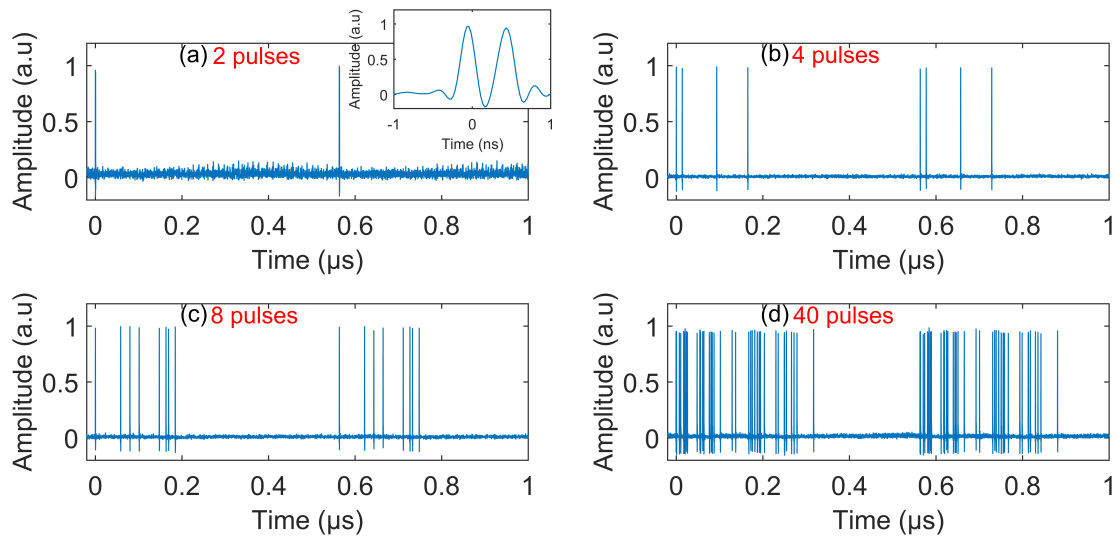 (a) 2 pulses
Amplitude (a.u)
1
0.5
0
0 0.2 0.4 0.6 0.8 1
Time (µs)
Amplitude (a.u)
1
0
-1 0 1
Time (ns)
(b) 4 pulses
Amplitude (a.u)
1
0.5
0
0 0.2 0.4 0.6 0.8 1
Time (µs)
(c) 8 pulses
Amplitude (a.u)
1
0.5
0
0 0.2 0.4 0.6 0.8 1
Time (µs)
(d) 40 pulses
Amplitude (a.u)
1
0.5
0
0 0.2 0.4 0.6 0.8 1
Time (µs)